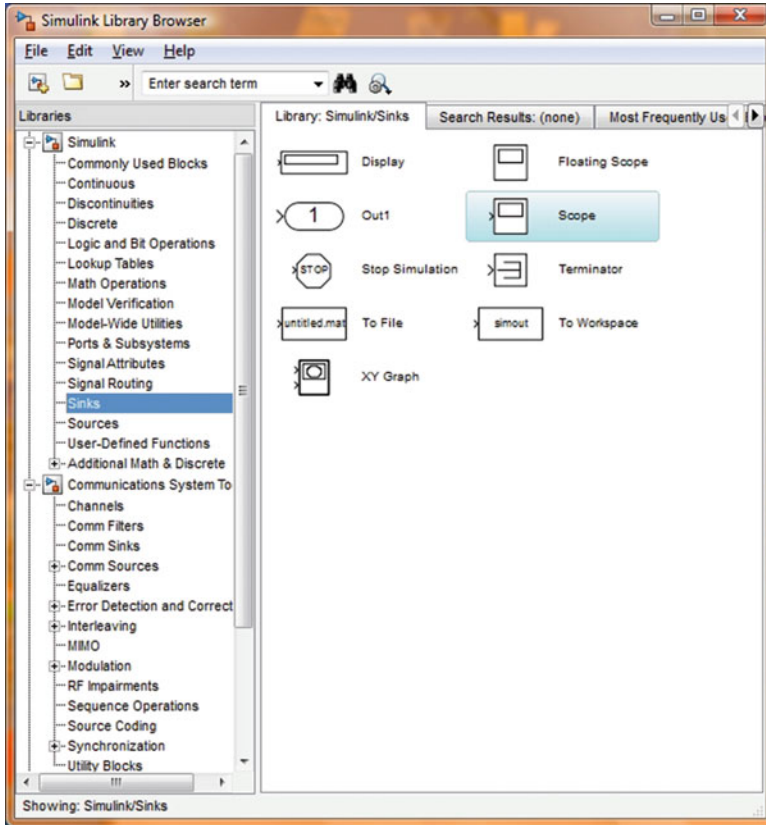 Simulink Library Browser
File Edit View Help
» Enter search term
Libraries
Library: Simulink/Sinks Search Results: (none) Most Frequently Us
Simulink
Commonly Used Blocks
Continuous
Discontinuities
Discrete
Logic and Bit Operations
Lookup Tables
Math Operations
Model Verification
Model-Wide Utilities
Ports & Subsystems
Signal Attributes
Signal Routing
Sinks
Sources
User-Defined Functions
Additional Math & Discrete
Communications System To
Channels
Comm Filters
Comm Sinks
Comm Sources
Equalizers
Error Detection and Correct
Interleaving
MIMO
Modulation
RF Impairments
Sequence Operations
Source Coding
Synchronization
Utility Blocks
Display Floating Scope
1 Out1 Scope
STOP Stop Simulation Terminator
untitled.mat To File simout To Workspace
XY Graph
Showing: Simulink/Sinks